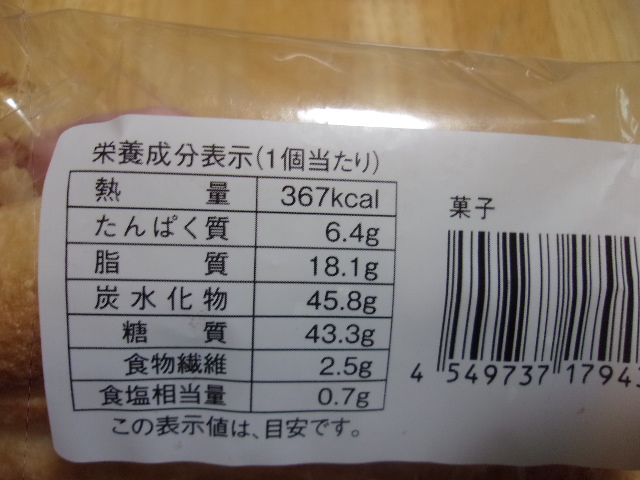 栄養成分表示(1個当たり)
熱量 367kcal
たんぱく質 6.4g
脂質 18.1g
炭水化物 45.8g
糖質 43.3g
食物繊維 2.5g
食塩相当量 0.7g
この表示値は、目安です。
菓子
4 549737 1794